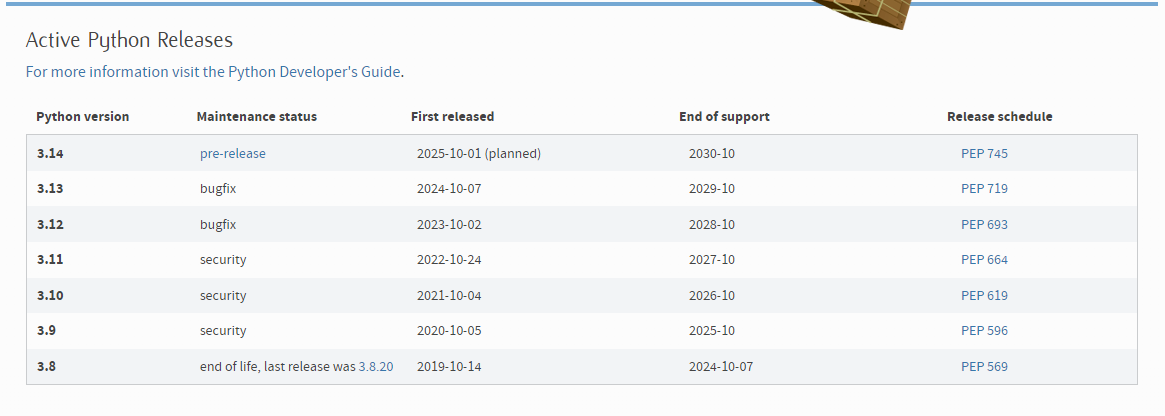 Active Python Releases
For more information visit the Python Developer's Guide.
Python version Maintenance status First released End of support Release schedule
3.14 pre-release 2025-10-01 (planned) 2030-10 PEP 745
3.13 bugfix 2024-10-07 2029-10 PEP 719
3.12 bugfix 2023-10-02 2028-10 PEP 693
3.11 security 2022-10-24 2027-10 PEP 664
3.10 security 2021-10-04 2026-10 PEP 619
3.9 security 2020-10-05 2025-10 PEP 596
3.8 end of life, last release was 3.8.20 2019-10-14 2024-10-07 PEP 569